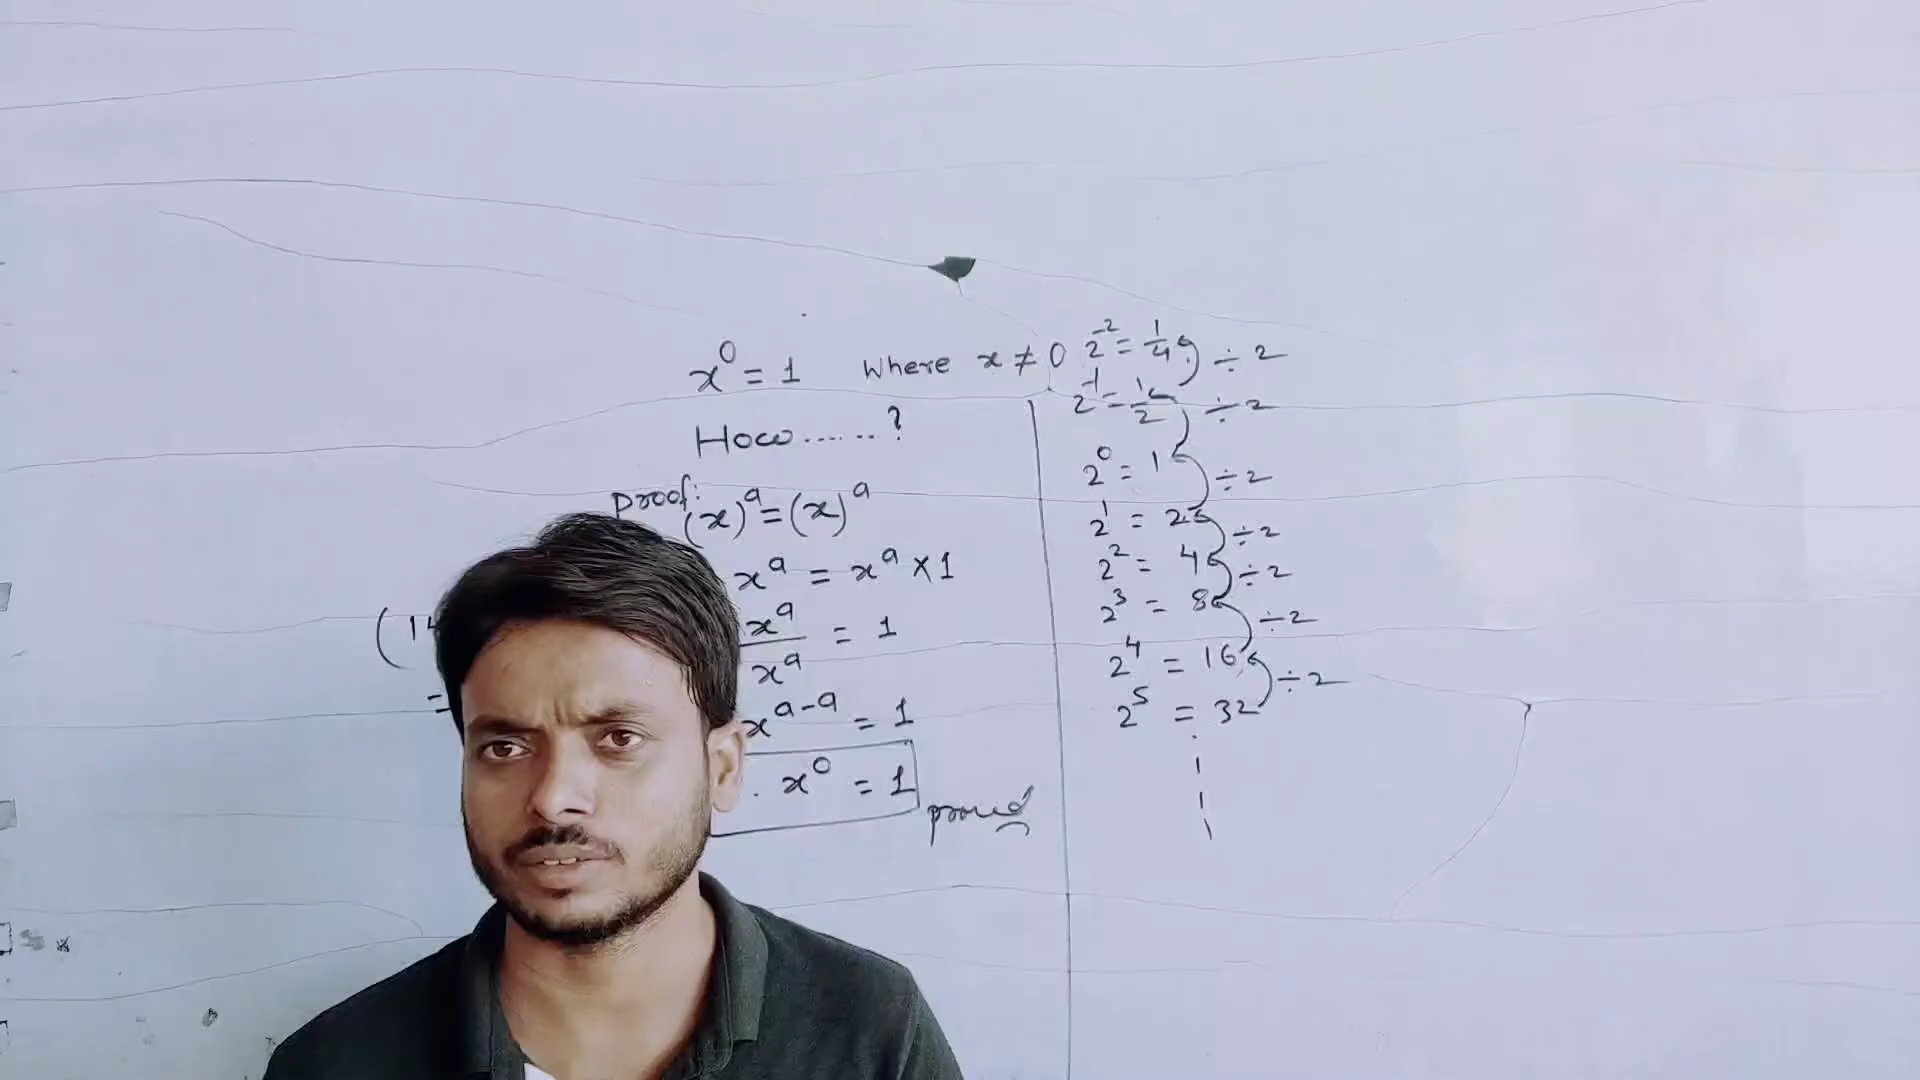 x⁰ = 1 Where x ≠ 0
How......?
proof:
(x)ᵃ = (x)ᵃ
xᵃ = xᵃ × 1
xᵃ/xᵃ = 1
xᵃ⁻ᵃ = 1
x⁰ = 1
proved
(14
=
2⁻² = 1/4 ÷ 2
2⁻¹ = 1/2 ÷ 2
2⁰ = 1 ÷ 2
2¹ = 2 ÷ 2
2² = 4 ÷ 2
2³ = 8 ÷ 2
2⁴ = 16 ÷ 2
2⁵ = 32